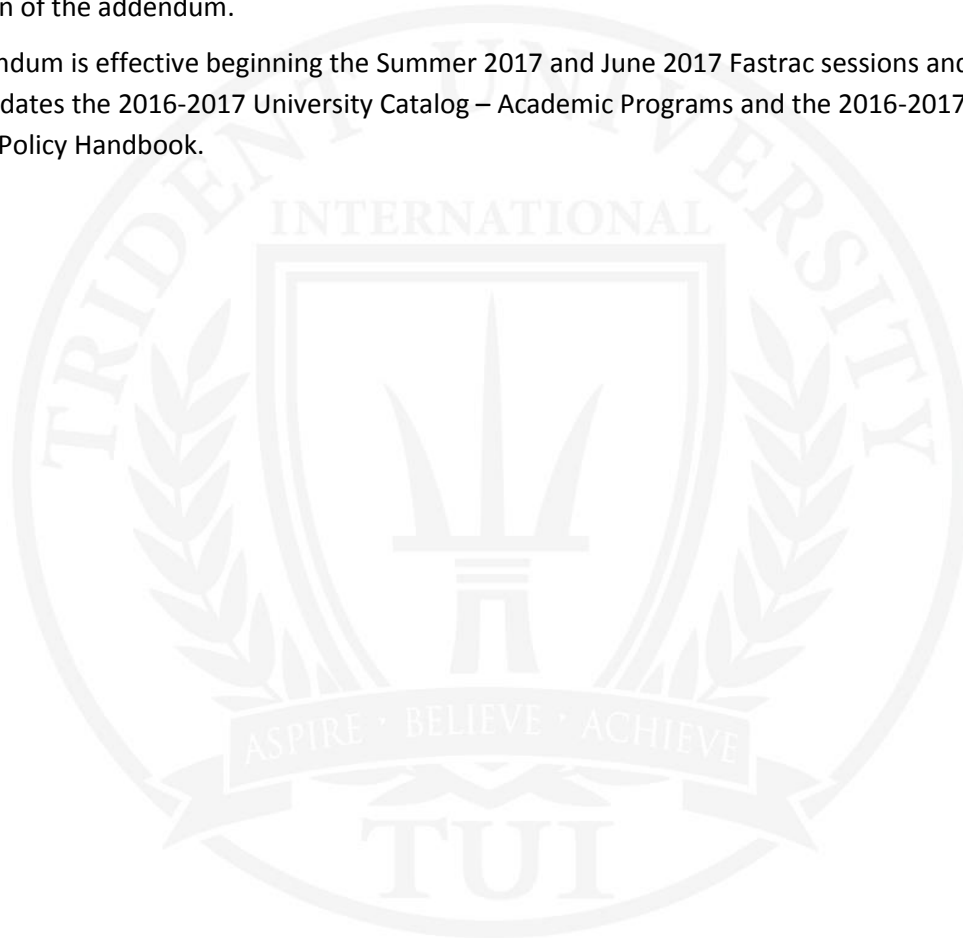 n of the addendum.
ndum is effective beginning the Summer 2017 and June 2017 Fastrac sessions and
dates the 2016-2017 University Catalog – Academic Programs and the 2016-2017
Policy Handbook.
TRIDENT UNIVERSITY
INTERNATIONAL
ASPIRE · BELIEVE · ACHIEVE
TUI